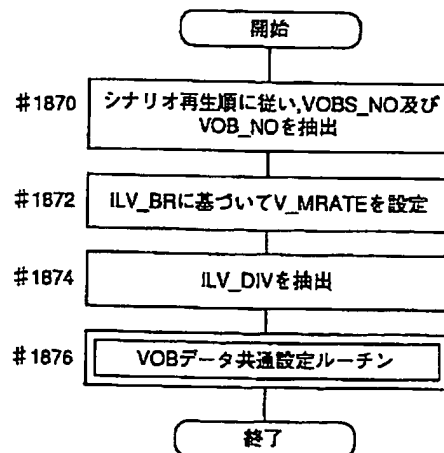 開始
#1870
シナリオ再生順に従い,VOBS_NO及び
VOB_NOを抽出
#1872
ILV_BRに基づいてV_MRATEを設定
#1874
ILV_DIVを抽出
#1876
VOBデータ共通設定ルーチン
終了